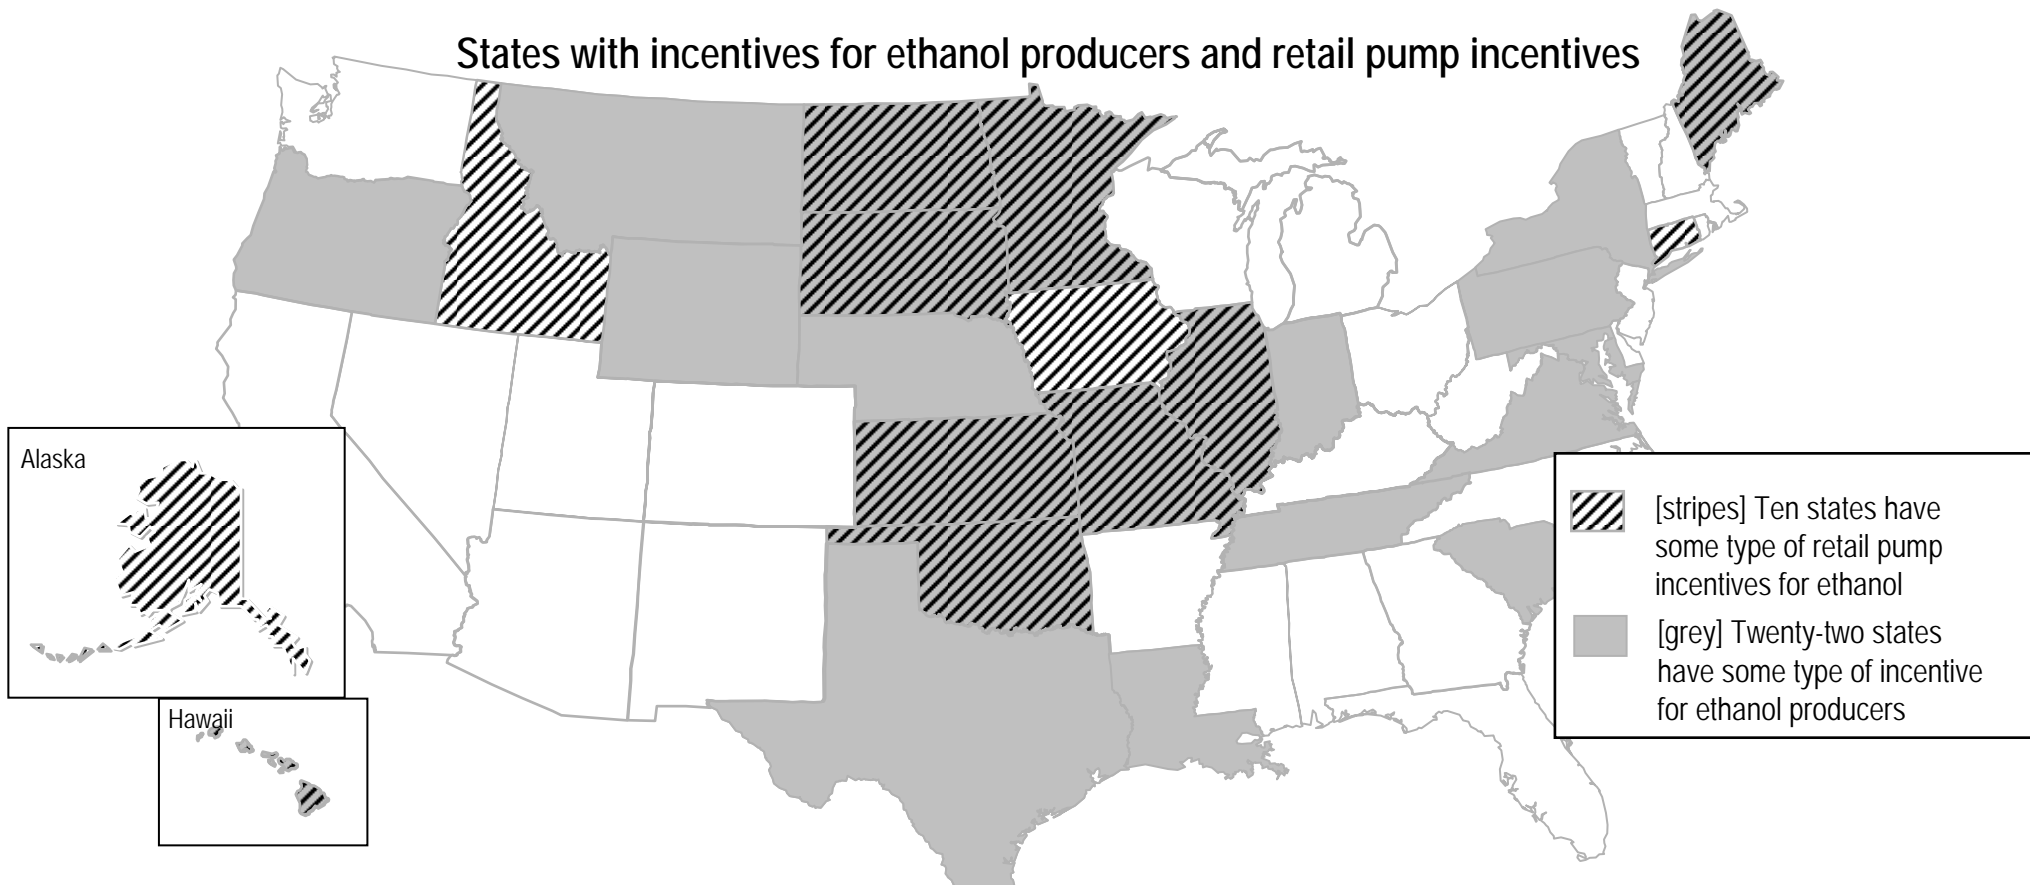 States with incentives for ethanol producers and retail pump incentives
Alaska
Hawaii
[stripes] Ten states have
some type of retail pump
incentives for ethanol
[grey] Twenty-two states
have some type of incentive
for ethanol producers